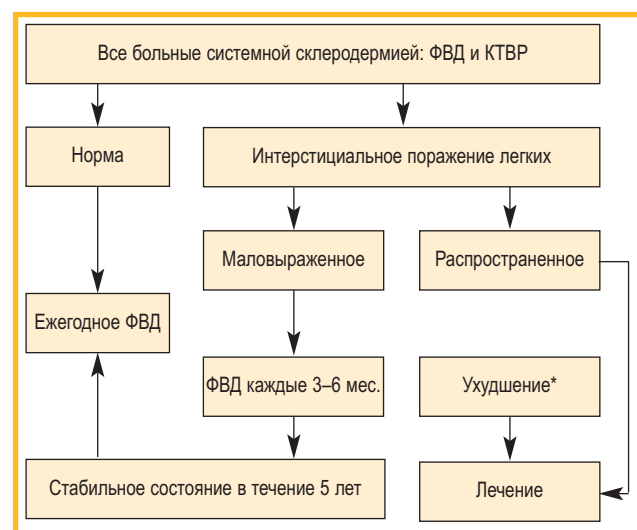 Все больные системной склеродермией: ФВД и КТВР
Норма
Интерстициальное поражение легких
Маловыраженное
Распространенное
Ежегодное ФВД
ФВД каждые 3–6 мес.
Ухудшение*
Стабильное состояние в течение 5 лет
Лечение